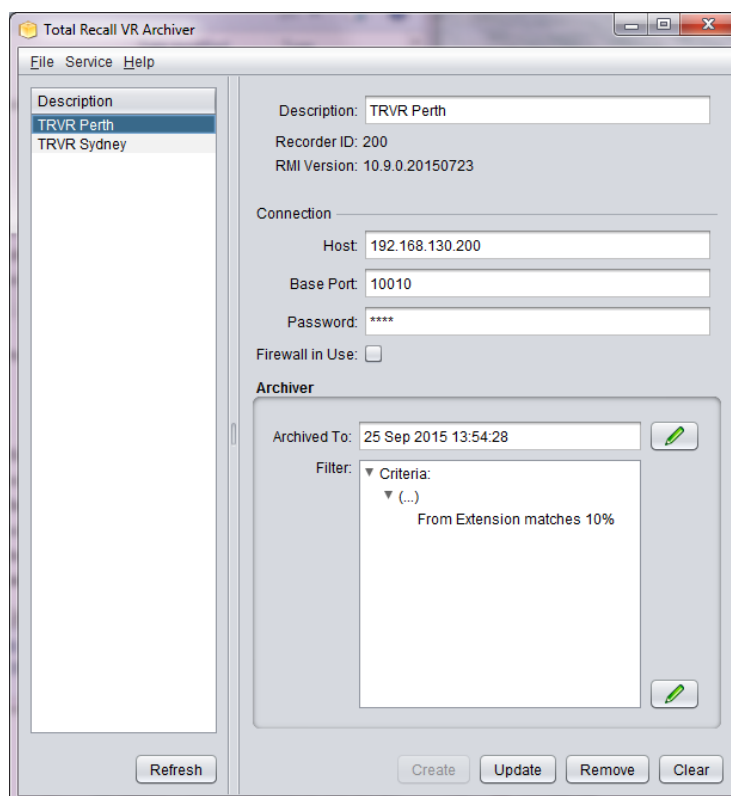 Total Recall VR Archiver
File Service Help
Description
TRVR Perth
TRVR Sydney
Refresh
Description: TRVR Perth
Recorder ID: 200
RMI Version: 10.9.0.20150723
Connection
Host: 192.168.130.200
Base Port: 10010
Password: ****
Firewall in Use:
Archiver
Archived To: 25 Sep 2015 13:54:28
Filter: Criteria:
(...)
From Extension matches 10%
Create Update Remove Clear